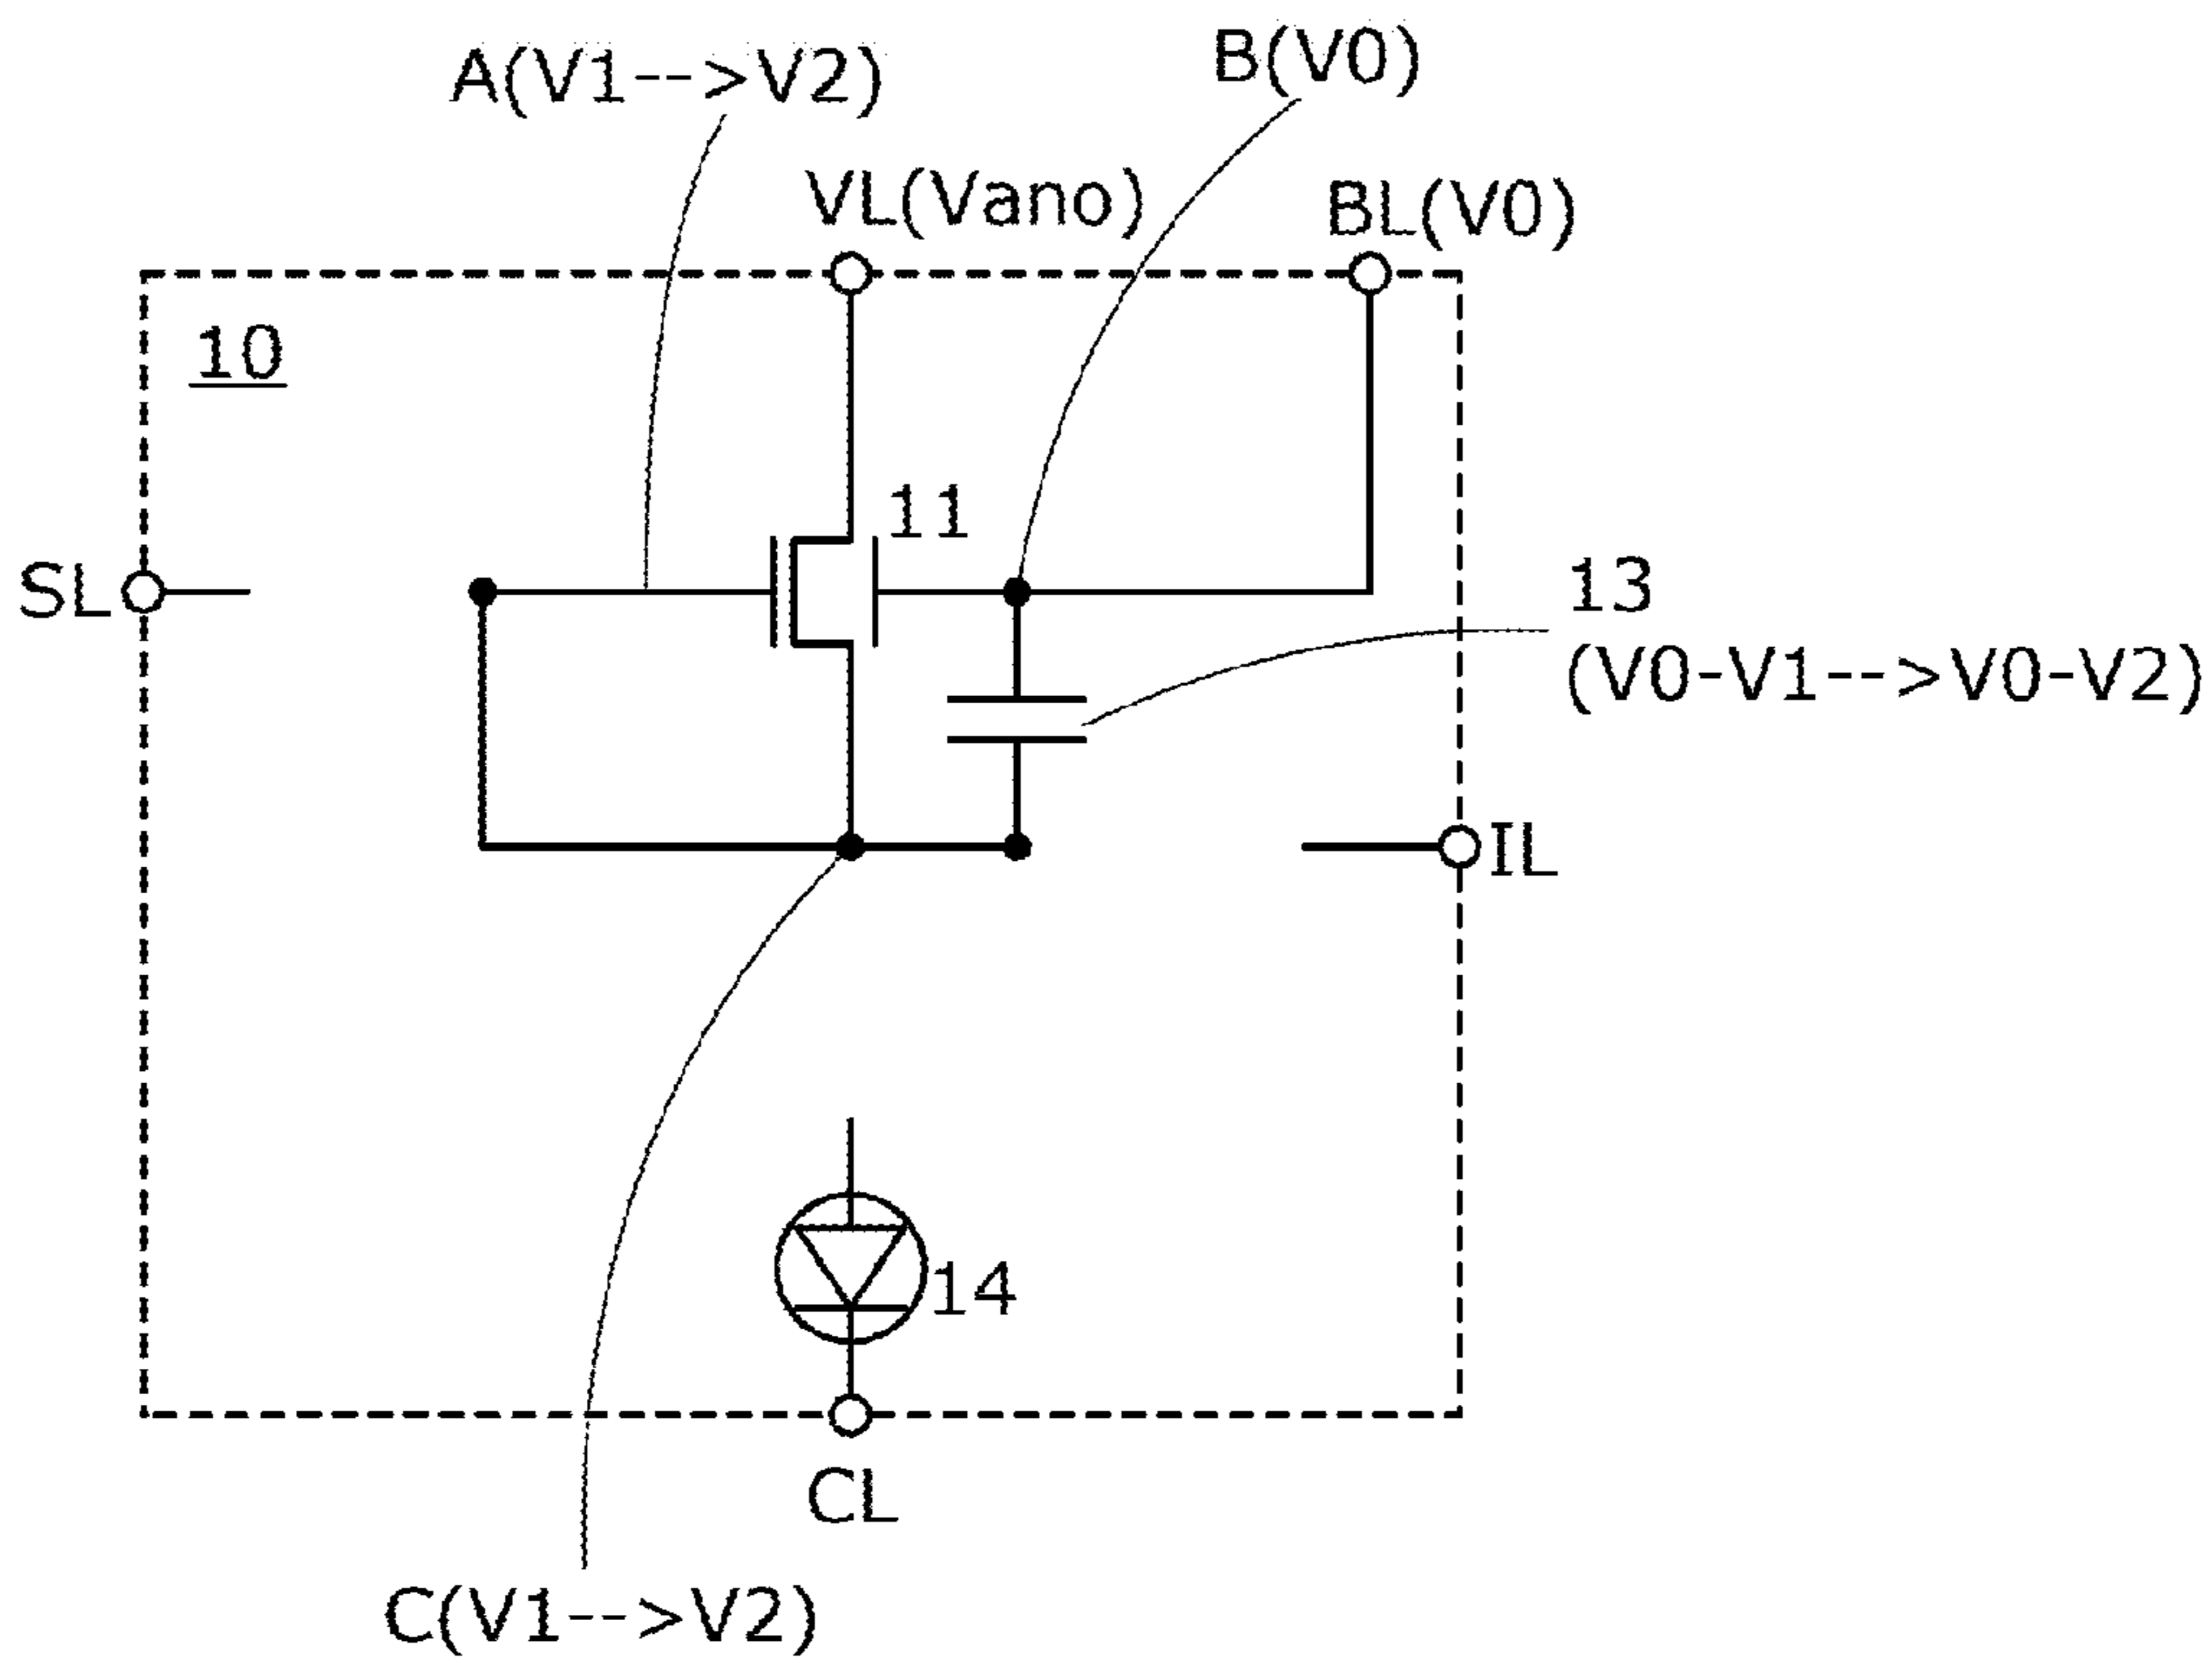 A(V1-->V2)
B(V0)
VL(Vano)
BL(V0)
10
11
SL
13
(V0-V1-->V0-V2)
IL
14
CL
C(V1-->V2)